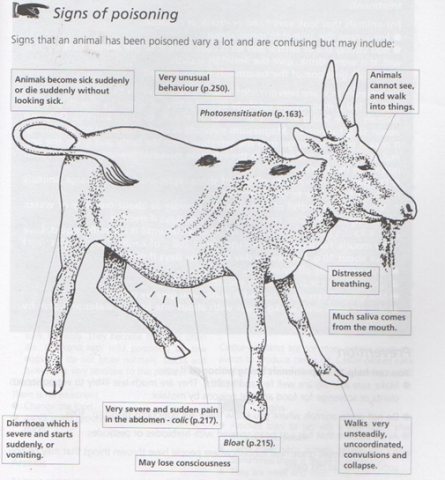 Signs of poisoning
Signs that an animal has been poisoned vary a lot and are confusing but may include:
Animals become sick suddenly
or die suddenly without
looking sick.
Very unusual
behaviour (p.250).
Animals
cannot see,
and walk
into things.
Photosensitisation (p.163).
Distressed
breathing.
Much saliva comes
from the mouth.
Diarrhoea which is
severe and starts
suddenly, or
vomiting.
Very severe and sudden pain
in the abdomen - colic (p.217).
Bloat (p.215).
May lose consciousness
Walks very
unsteadily,
uncoordinated,
convulsions and
collapse.